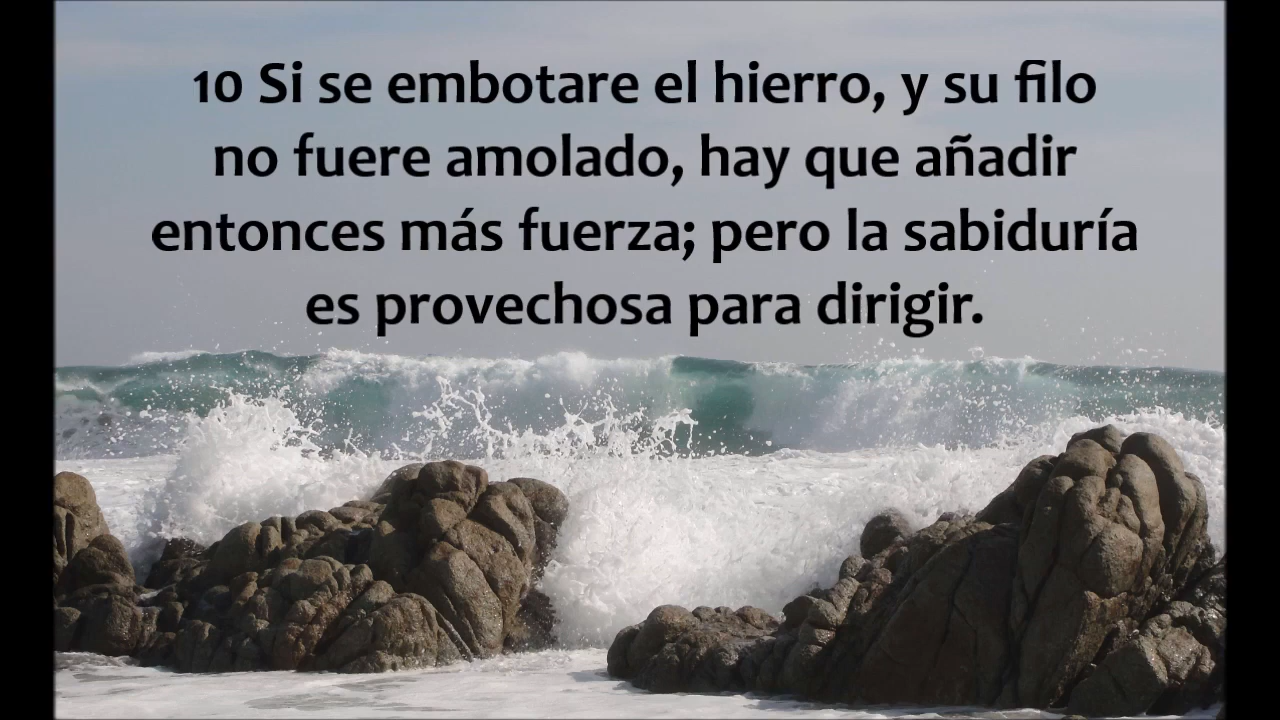 10 Si se embotare el hierro, y su filo
no fuere amolado, hay que añadir
entonces más fuerza; pero la sabiduría
es provechosa para dirigir.